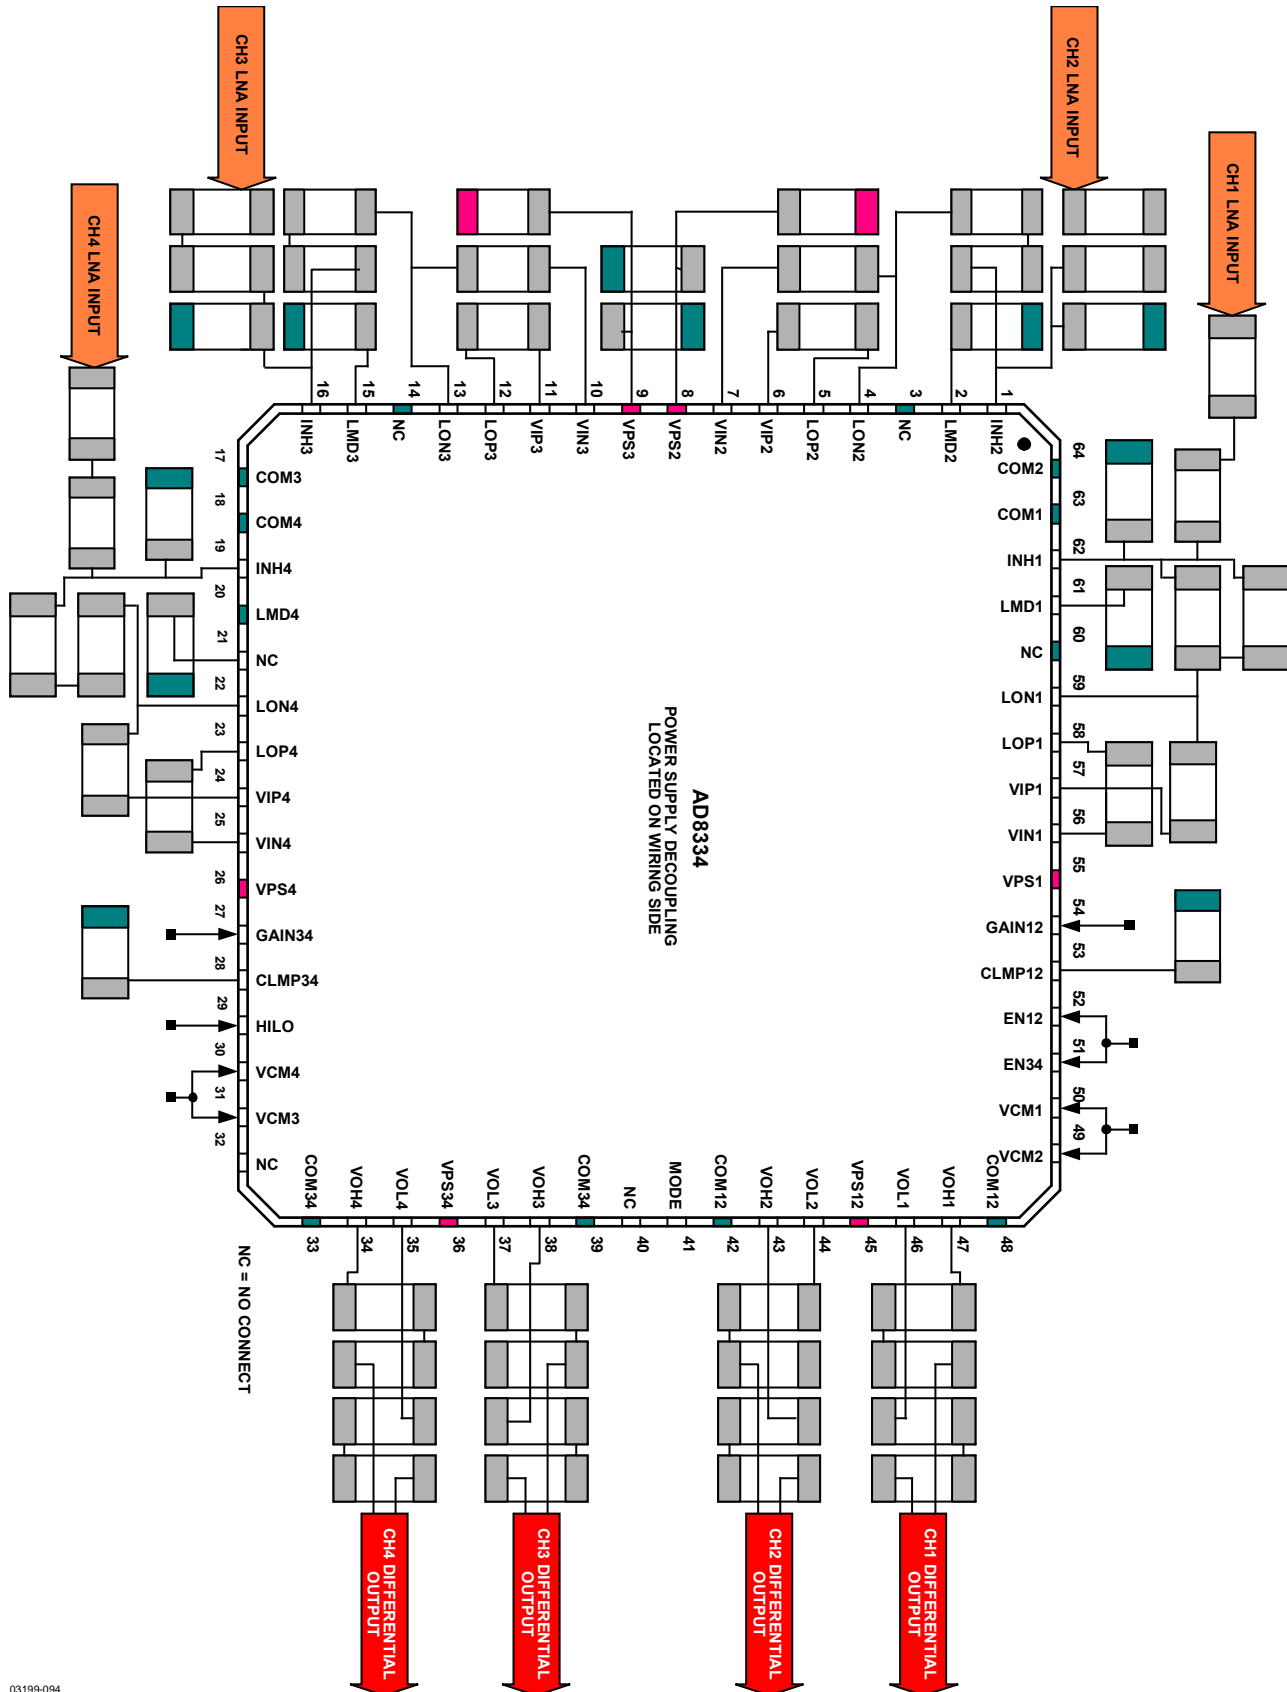 CH3 LNA INPUT
CH2 LNA INPUT
CH1 LNA INPUT
CH4 LNA INPUT
16
15
14
13
12
11
10
9
8
7
6
5
4
3
2
1
INH3
LMD3
NC
LON3
LOP3
VIP3
VIN3
VPS3
VPS2
VIN2
VIP2
LOP2
LON2
NC
LMD2
INH2
17
COM3
18
COM4
19
INH4
20
LMD4
21
NC
22
LON4
23
LOP4
24
VIP4
25
VIN4
26
VPS4
27
GAIN34
28
CLMP34
29
HILO
30
VCM4
31
VCM3
32
NC
64
COM2
63
COM1
62
INH1
61
LMD1
60
NC
59
LON1
58
LOP1
57
VIP1
56
VIN1
55
VPS1
54
GAIN12
53
CLMP12
52
EN12
51
EN34
50
VCM1
49
VCM2
AD8334
POWER SUPPLY DECOUPLING
LOCATED ON WIRING SIDE
COM34
VOH4
VOL4
VPS34
VOL3
VOH3
COM34
NC
MODE
COM12
VOH2
VOL2
VPS12
VOL1
VOH1
COM12
33
34
35
36
37
38
39
40
41
42
43
44
45
46
47
48
NC = NO CONNECT
CH4 DIFFERENTIAL
OUTPUT
CH3 DIFFERENTIAL
OUTPUT
CH2 DIFFERENTIAL
OUTPUT
CH1 DIFFERENTIAL
OUTPUT
03199-094